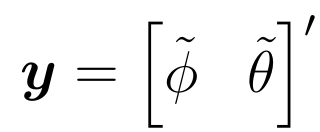 𝒚 = [ϕ̃ θ̃]′